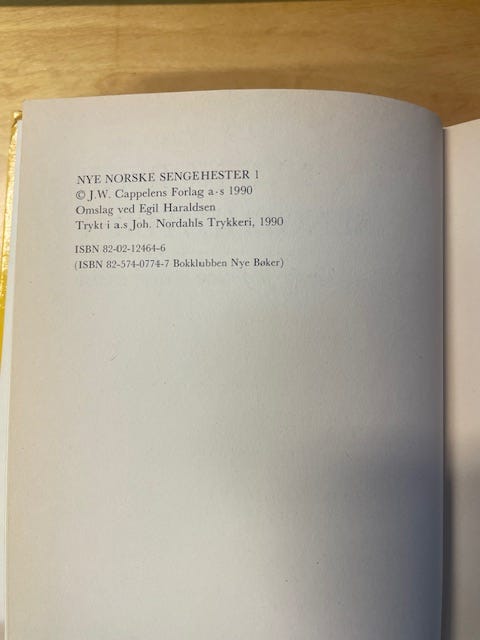 NYE NORSKE SENGEHESTER 1
© J.W. Cappelens Forlag a·s 1990
Omslag ved Egil Haraldsen
Trykt i a.s Joh. Nordahls Trykkeri, 1990
ISBN 82-02-12464-6
(ISBN 82-574-0774-7 Bokklubben Nye Bøker)